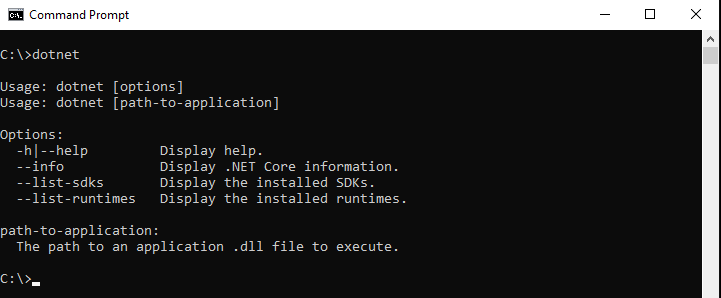 Command Prompt
C:\>dotnet
Usage: dotnet [options]
Usage: dotnet [path-to-application]
Options:
  -h|--help         Display help.
  --info            Display .NET Core information.
  --list-sdks       Display the installed SDKs.
  --list-runtimes   Display the installed runtimes.
path-to-application:
  The path to an application .dll file to execute.
C:\>